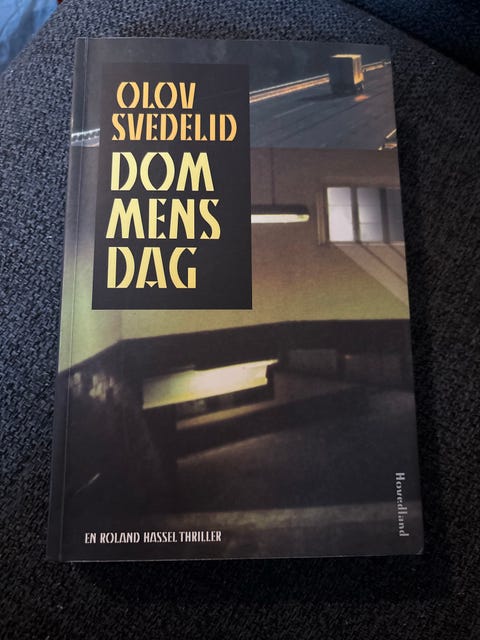 OLOV
SVEDELID
DOM
MENS
DAG
EN ROLAND HASSEL THRILLER
Hovedland